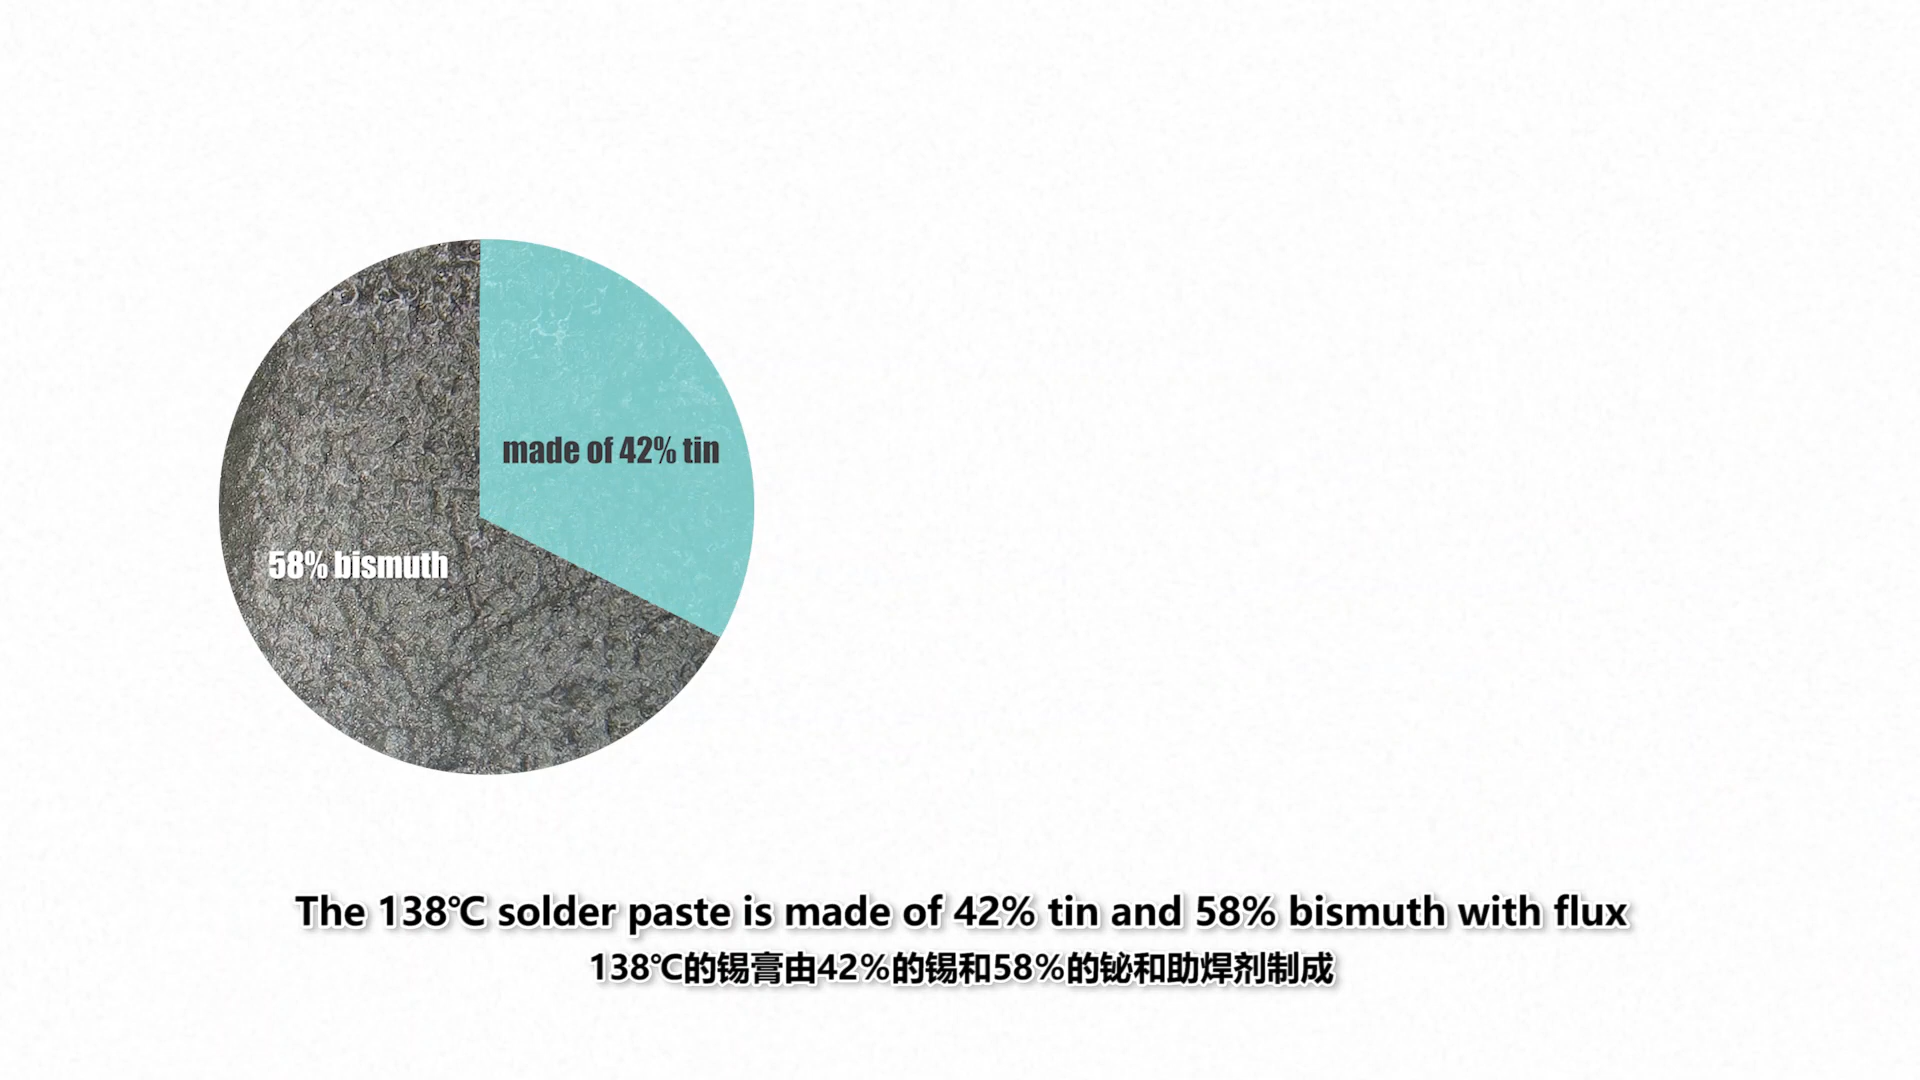 made of 42% tin
58% bismuth
The 138℃ solder paste is made of 42% tin and 58% bismuth with flux
138℃的锡膏由42%的锡和58%的铋和助焊剂制成